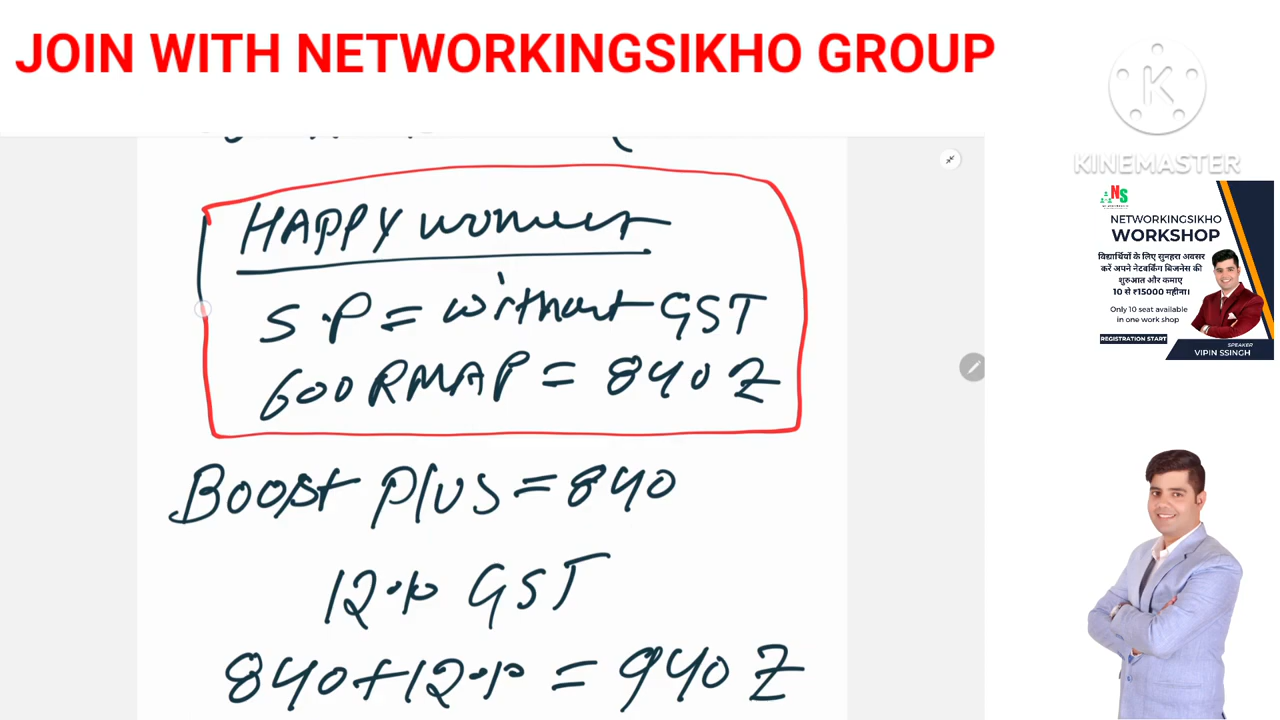 JOIN WITH NETWORKINGSIKHO GROUP
KINEMASTER
HAPPY women
S.P = without GST
600 RMAP = 840 Z
Boost Plus = 840
12% GST
840+12% = 940 Z
NS
NETWORKINGSIKHO
WORKSHOP
विद्यार्थियों के लिए सुनहरा अवसर
करें अपने नेटवर्किंग बिजनेस की
शुरुआत और कमाए
10 से ₹15000 महीना।
Only 10 seat available
in one work shop
REGISTRATION START
SPEAKER
VIPIN SSINGH